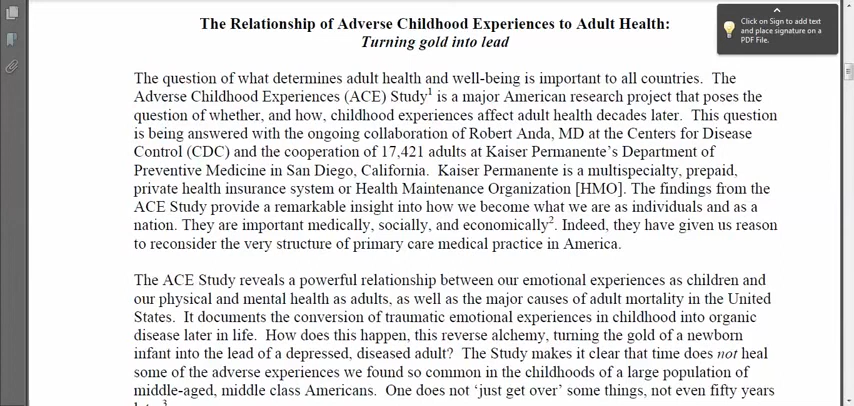 The Relationship of Adverse Childhood Experiences to Adult Health:
Turning gold into lead
Click on Sign to add text
and place signature on a
PDF File.
The question of what determines adult health and well-being is important to all countries.  The
Adverse Childhood Experiences (ACE) Study¹ is a major American research project that poses the
question of whether, and how, childhood experiences affect adult health decades later.  This question
is being answered with the ongoing collaboration of Robert Anda, MD at the Centers for Disease
Control (CDC) and the cooperation of 17,421 adults at Kaiser Permanente's Department of
Preventive Medicine in San Diego, California.  Kaiser Permanente is a multispecialty, prepaid,
private health insurance system or Health Maintenance Organization [HMO]. The findings from the
ACE Study provide a remarkable insight into how we become what we are as individuals and as a
nation. They are important medically, socially, and economically². Indeed, they have given us reason
to reconsider the very structure of primary care medical practice in America.
The ACE Study reveals a powerful relationship between our emotional experiences as children and
our physical and mental health as adults, as well as the major causes of adult mortality in the United
States.  It documents the conversion of traumatic emotional experiences in childhood into organic
disease later in life.  How does this happen, this reverse alchemy, turning the gold of a newborn
infant into the lead of a depressed, diseased adult?  The Study makes it clear that time does not heal
some of the adverse experiences we found so common in the childhoods of a large population of
middle-aged, middle class Americans.  One does not 'just get over' some things, not even fifty years